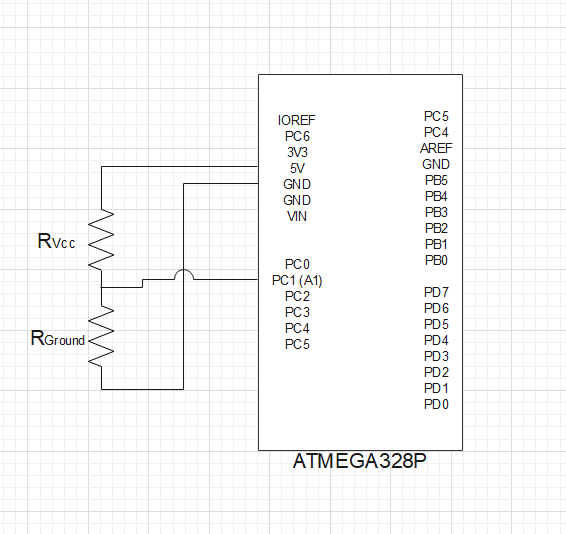 IOREF
PC6
3V3
5V
GND
GND
VIN
PC0
PC1 (A1)
PC2
PC3
PC4
PC5
PC5
PC4
AREF
GND
PB5
PB4
PB3
PB2
PB1
PB0
PD7
PD6
PD5
PD4
PD3
PD2
PD1
PD0
RVcc
RGround
ATMEGA328P